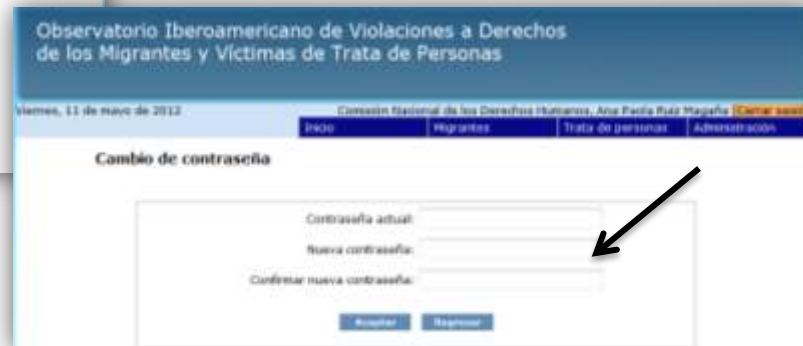 Observatorio Iberoamericano de Violaciones a Derechos
de los Migrantes y Víctimas de Trata de Personas
Viernes, 11 de mayo de 2012
Comisión Nacional de los Derechos Humanos, Ana Paola Ruiz Magaña Cerrar sesión
Inicio Migrantes Trata de personas Administración
Cambio de contraseña
Contraseña actual:
Nueva contraseña:
Confirmar nueva contraseña:
Aceptar Regresar